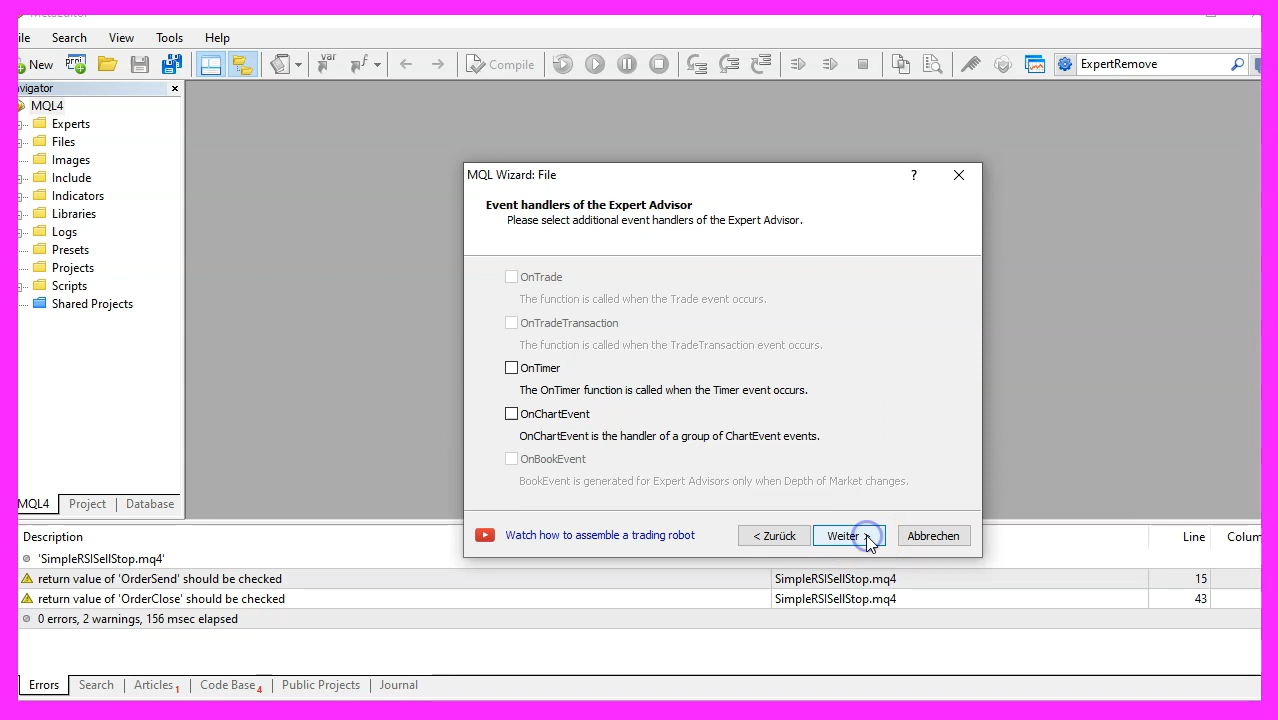 Search View Tools Help
New Compile ExpertRemove
MQL4
Experts
Files
Images
Include
Indicators
Libraries
Logs
Presets
Projects
Scripts
Shared Projects
MQL4 Project Database
MQL Wizard: File ?
Event handlers of the Expert Advisor
Please select additional event handlers of the Expert Advisor.
OnTrade
The function is called when the Trade event occurs.
OnTradeTransaction
The function is called when the TradeTransaction event occurs.
OnTimer
The OnTimer function is called when the Timer event occurs.
OnChartEvent
OnChartEvent is the handler of a group of ChartEvent events.
OnBookEvent
BookEvent is generated for Expert Advisors only when Depth of Market changes.
Watch how to assemble a trading robot < Zurück Weiter > Abbrechen
Description Line
'SimpleRSISellStop.mq4'
return value of 'OrderSend' should be checked SimpleRSISellStop.mq4 15
return value of 'OrderClose' should be checked SimpleRSISellStop.mq4 43
0 errors, 2 warnings, 156 msec elapsed
Errors Search Articles 1 Code Base 4 Public Projects Journal